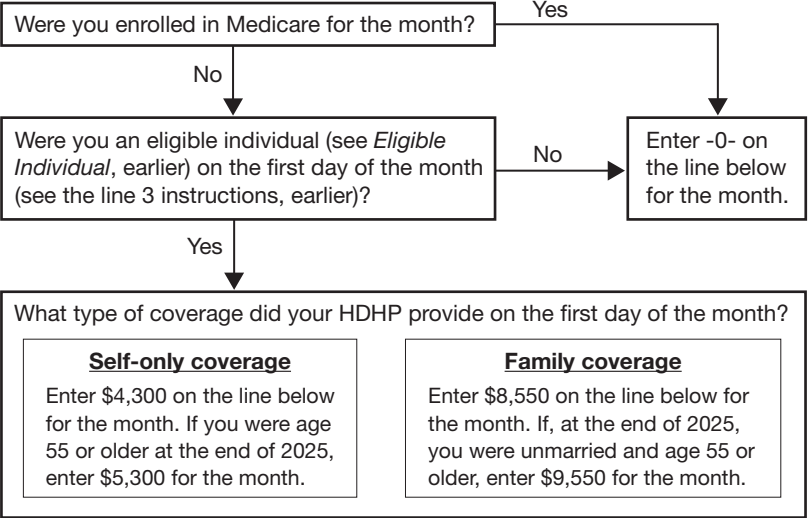 Were you enrolled in Medicare for the month?
Yes
No
Were you an eligible individual (see Eligible
Individual, earlier) on the first day of the month
(see the line 3 instructions, earlier)?
No
Enter -0- on
the line below
for the month.
Yes
What type of coverage did your HDHP provide on the first day of the month?
Self-only coverage
Enter $4,300 on the line below
for the month. If you were age
55 or older at the end of 2025,
enter $5,300 for the month.
Family coverage
Enter $8,550 on the line below for
the month. If, at the end of 2025,
you were unmarried and age 55 or
older, enter $9,550 for the month.